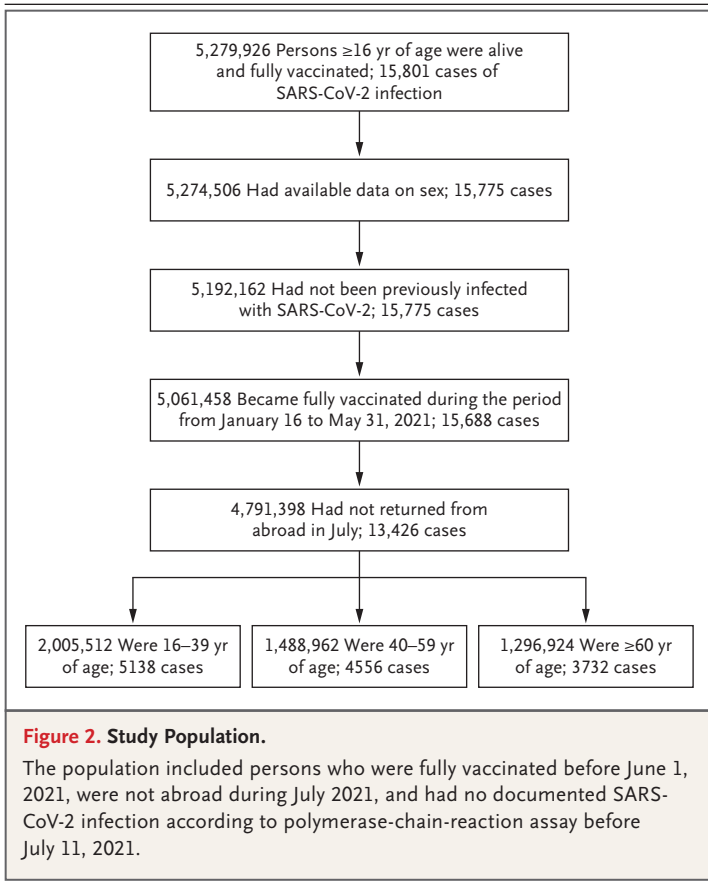 5,279,926 Persons ≥16 yr of age were alive
and fully vaccinated; 15,801 cases of
SARS-CoV-2 infection
5,274,506 Had available data on sex; 15,775 cases
5,192,162 Had not been previously infected
with SARS-CoV-2; 15,775 cases
5,061,458 Became fully vaccinated during the period
from January 16 to May 31, 2021; 15,688 cases
4,791,398 Had not returned from
abroad in July; 13,426 cases
2,005,512 Were 16–39 yr
of age; 5138 cases
1,488,962 Were 40–59 yr
of age; 4556 cases
1,296,924 Were ≥60 yr
of age; 3732 cases
Figure 2. Study Population.
The population included persons who were fully vaccinated before June 1,
2021, were not abroad during July 2021, and had no documented SARS-
CoV-2 infection according to polymerase-chain-reaction assay before
July 11, 2021.